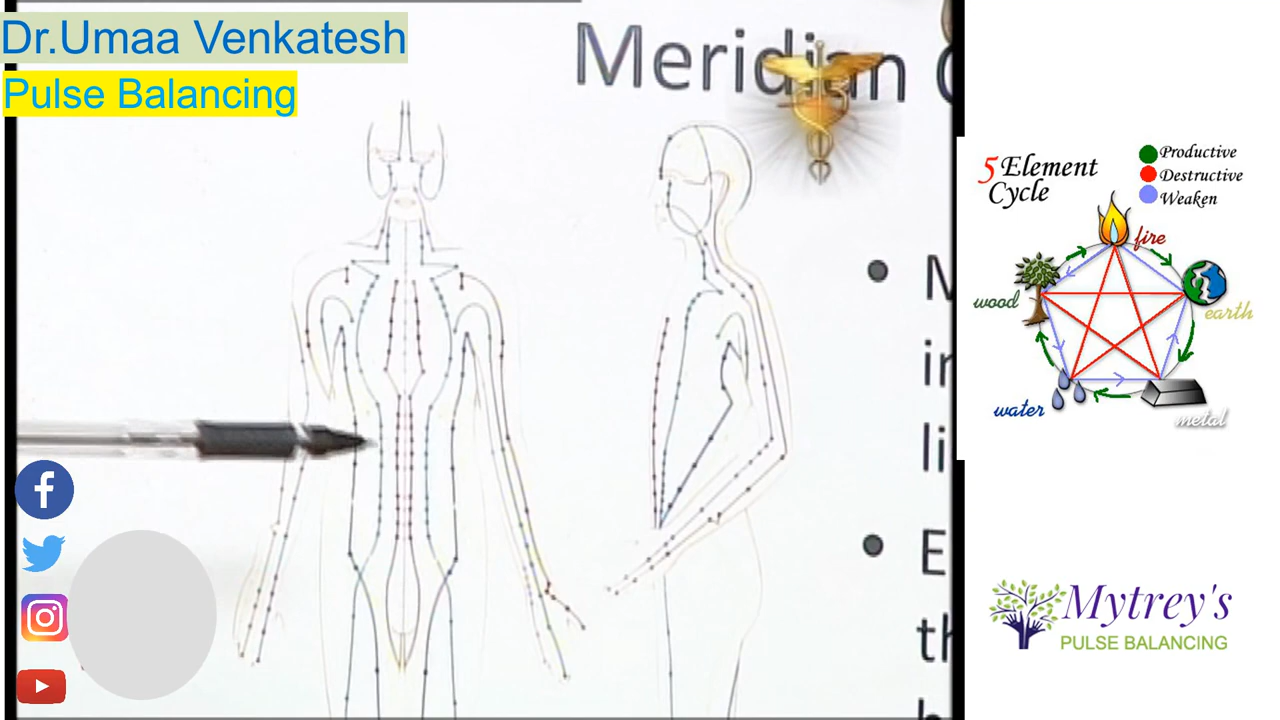 Dr.Umaa Venkatesh
Pulse Balancing
Meridian
5 Element
Cycle
Productive
Destructive
Weaken
fire
wood
earth
water
metal
Mytrey's
PULSE BALANCING